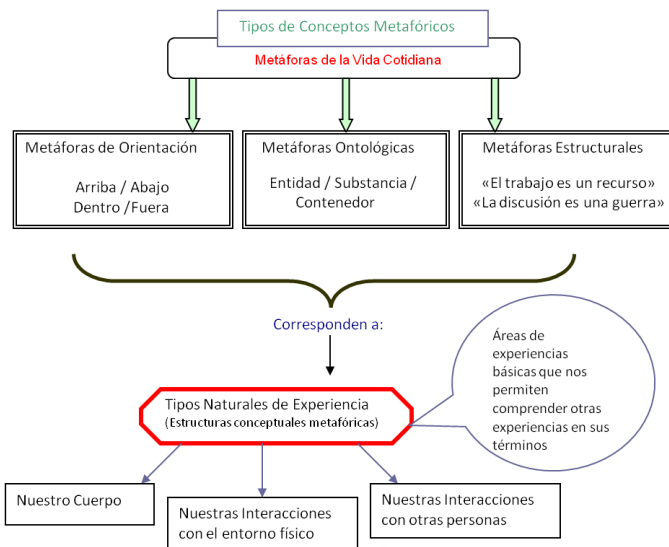 Tipos de Conceptos Metafóricos
Metáforas de la Vida Cotidiana
Metáforas de Orientación
Arriba / Abajo
Dentro /Fuera
Metáforas Ontológicas
Entidad / Substancia /
Contenedor
Metáforas Estructurales
«El trabajo es un recurso»
«La discusión es una guerra»
Corresponden a:
Áreas de
experiencias
básicas que nos
permiten
comprender otras
experiencias en sus
términos
Tipos Naturales de Experiencia
(Estructuras conceptuales metafóricas)
Nuestro Cuerpo
Nuestras Interacciones
con el entorno físico
Nuestras Interacciones
con otras personas